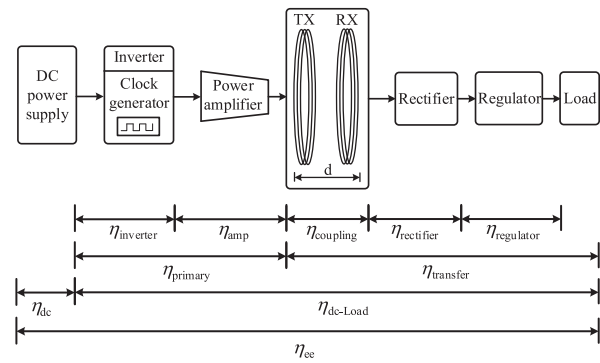 TX RX
Inverter
DC
power
supply
Clock
generator
Power
amplifier
Rectifier
Regulator
Load
d
ηinverter
ηamp
ηcoupling
ηrectifier
ηregulator
ηprimary
ηtransfer
ηdc
ηdc-Load
ηee